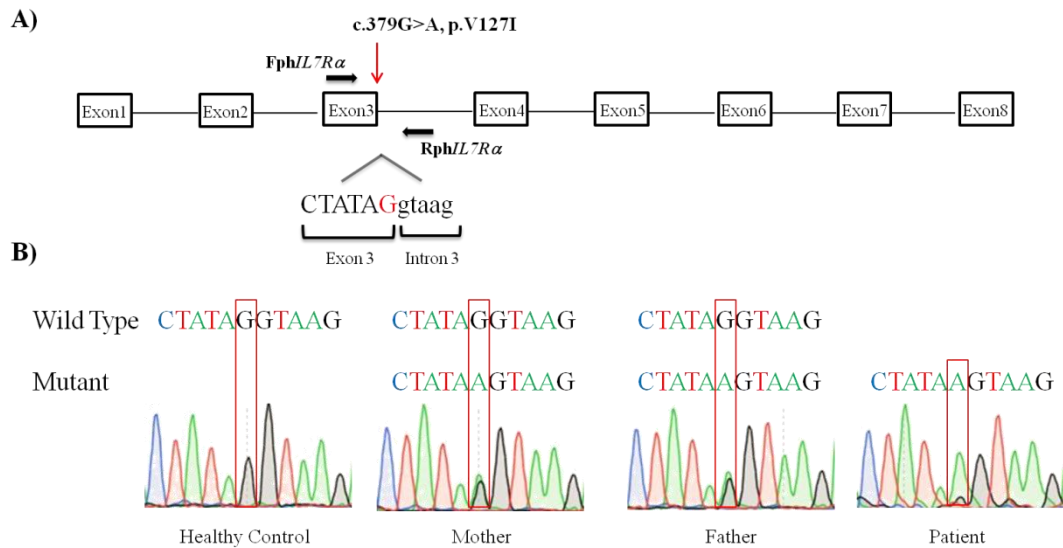 A)
c.379G>A, p.V127I
FphIL7Rα
Exon1 Exon2 Exon3 Exon4 Exon5 Exon6 Exon7 Exon8
RphIL7Rα
CTATAGgtaag
Exon 3 Intron 3
B)
Wild Type CTATAGGTAAG CTATAGGTAAG CTATAGGTAAG
Mutant CTATAAGTAAG CTATAAGTAAG CTATAAGTAAG
Healthy Control Mother Father Patient